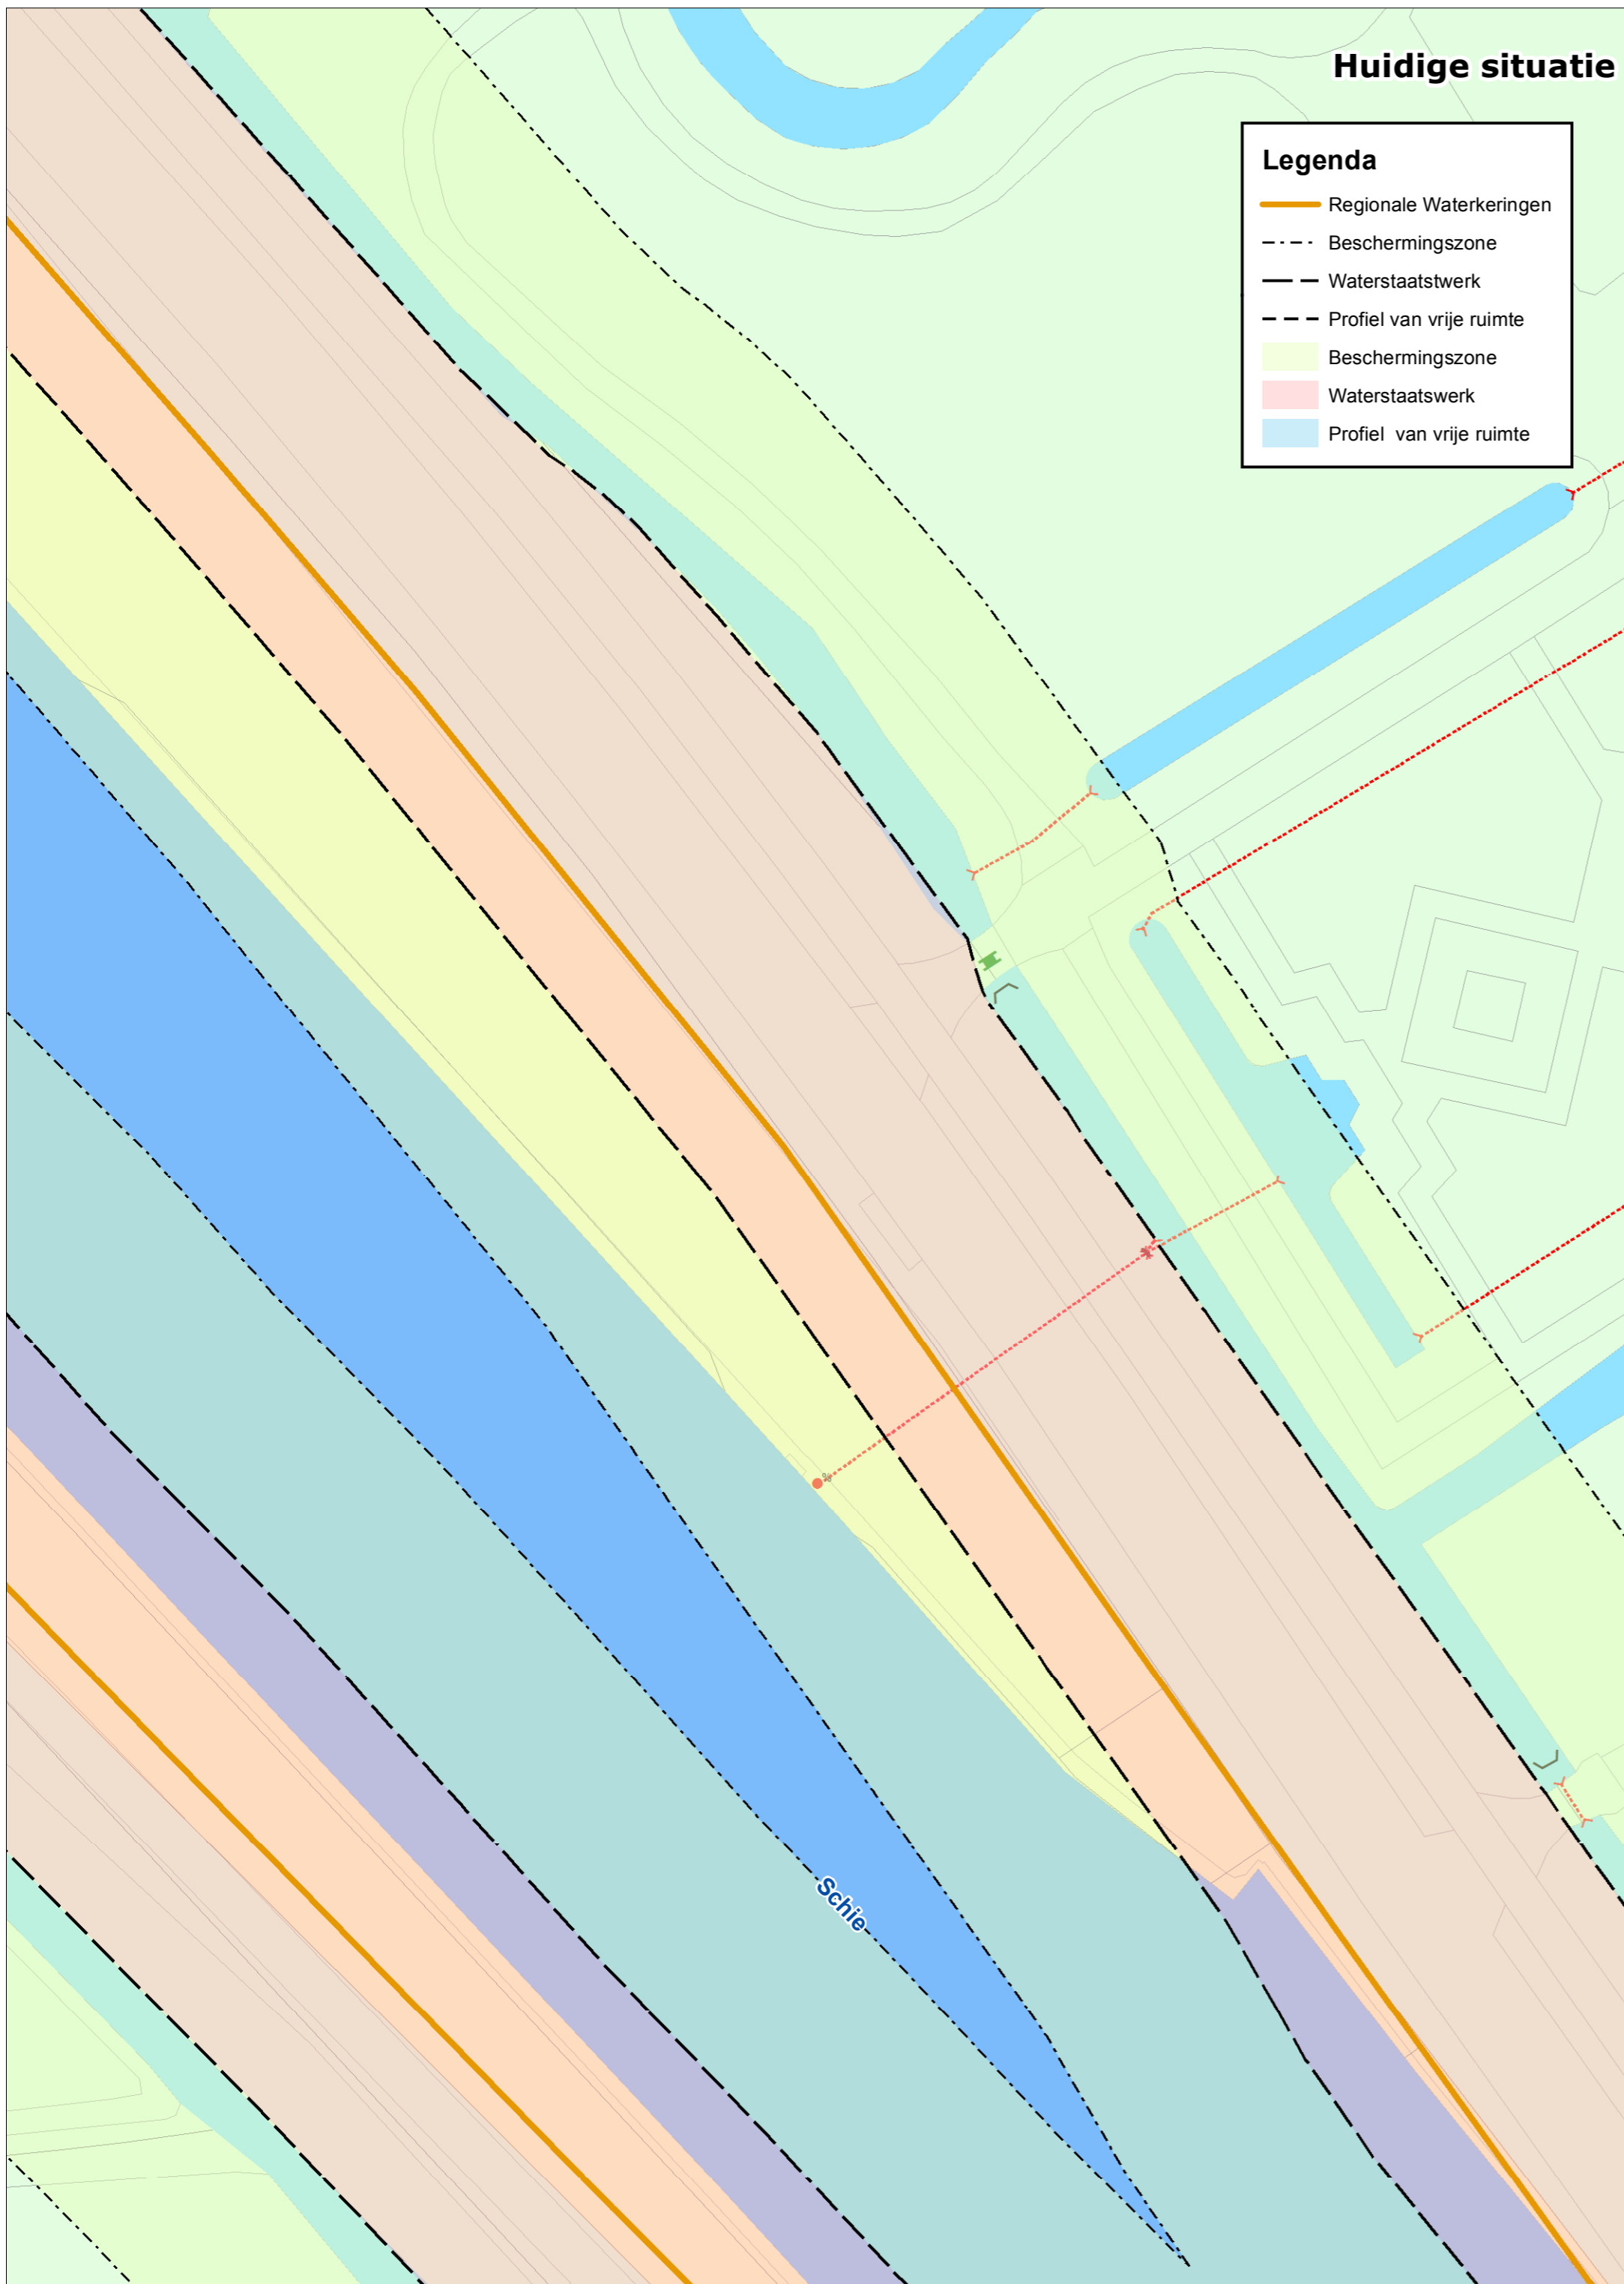 Huidige situatie
Legenda
Regionale Waterkeringen
Beschermingszone
Waterstaatstwerk
Profiel van vrije ruimte
Beschermingszone
Waterstaatswerk
Profiel van vrije ruimte
%
Schie